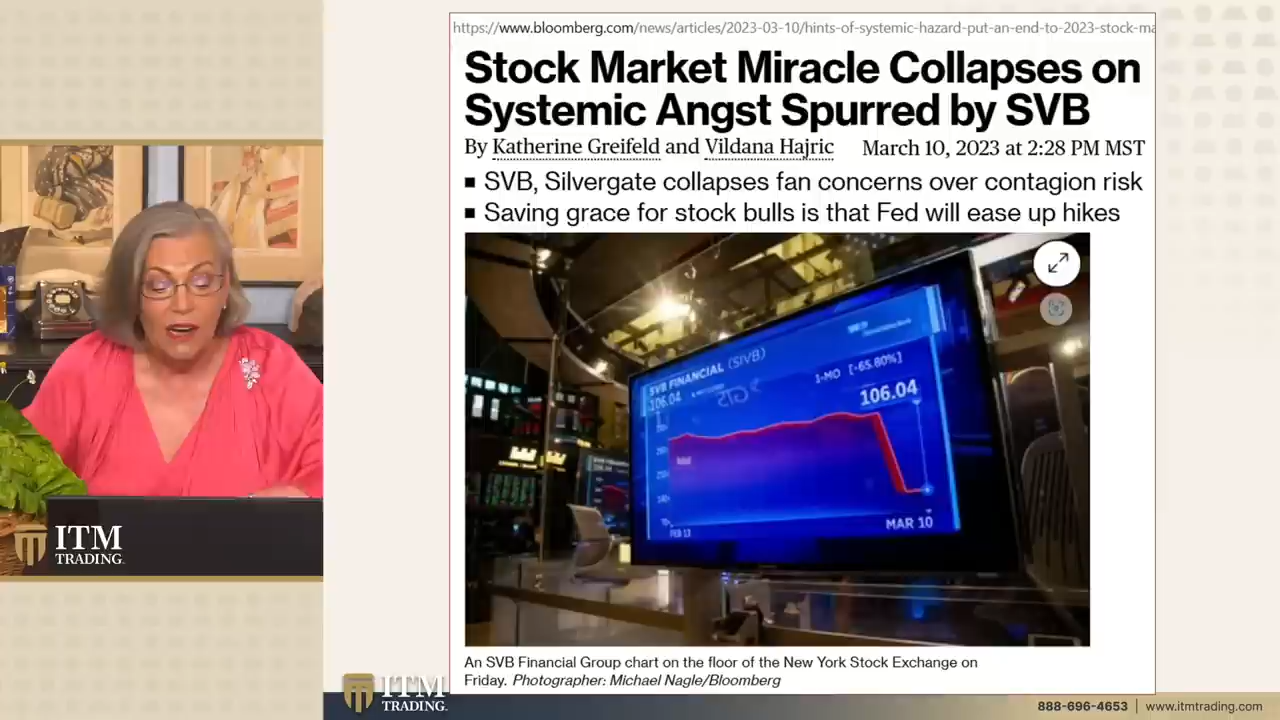 https://www.bloomberg.com/news/articles/2023-03-10/hints-of-systemic-hazard-put-an-end-to-2023-stock-ma
Stock Market Miracle Collapses on
Systemic Angst Spurred by SVB
By Katherine Greifeld and Vildana Hajric March 10, 2023 at 2:28 PM MST
SVB, Silvergate collapses fan concerns over contagion risk
Saving grace for stock bulls is that Fed will ease up hikes
SVB FINANCIAL (SIVB)
106.04
1-MO [-65.80%]
106.04
FEB 13
MAR 10
An SVB Financial Group chart on the floor of the New York Stock Exchange on
Friday. Photographer: Michael Nagle/Bloomberg
ITM
TRADING.
ITM
TRADING.
888-696-4653 | www.itmtrading.com